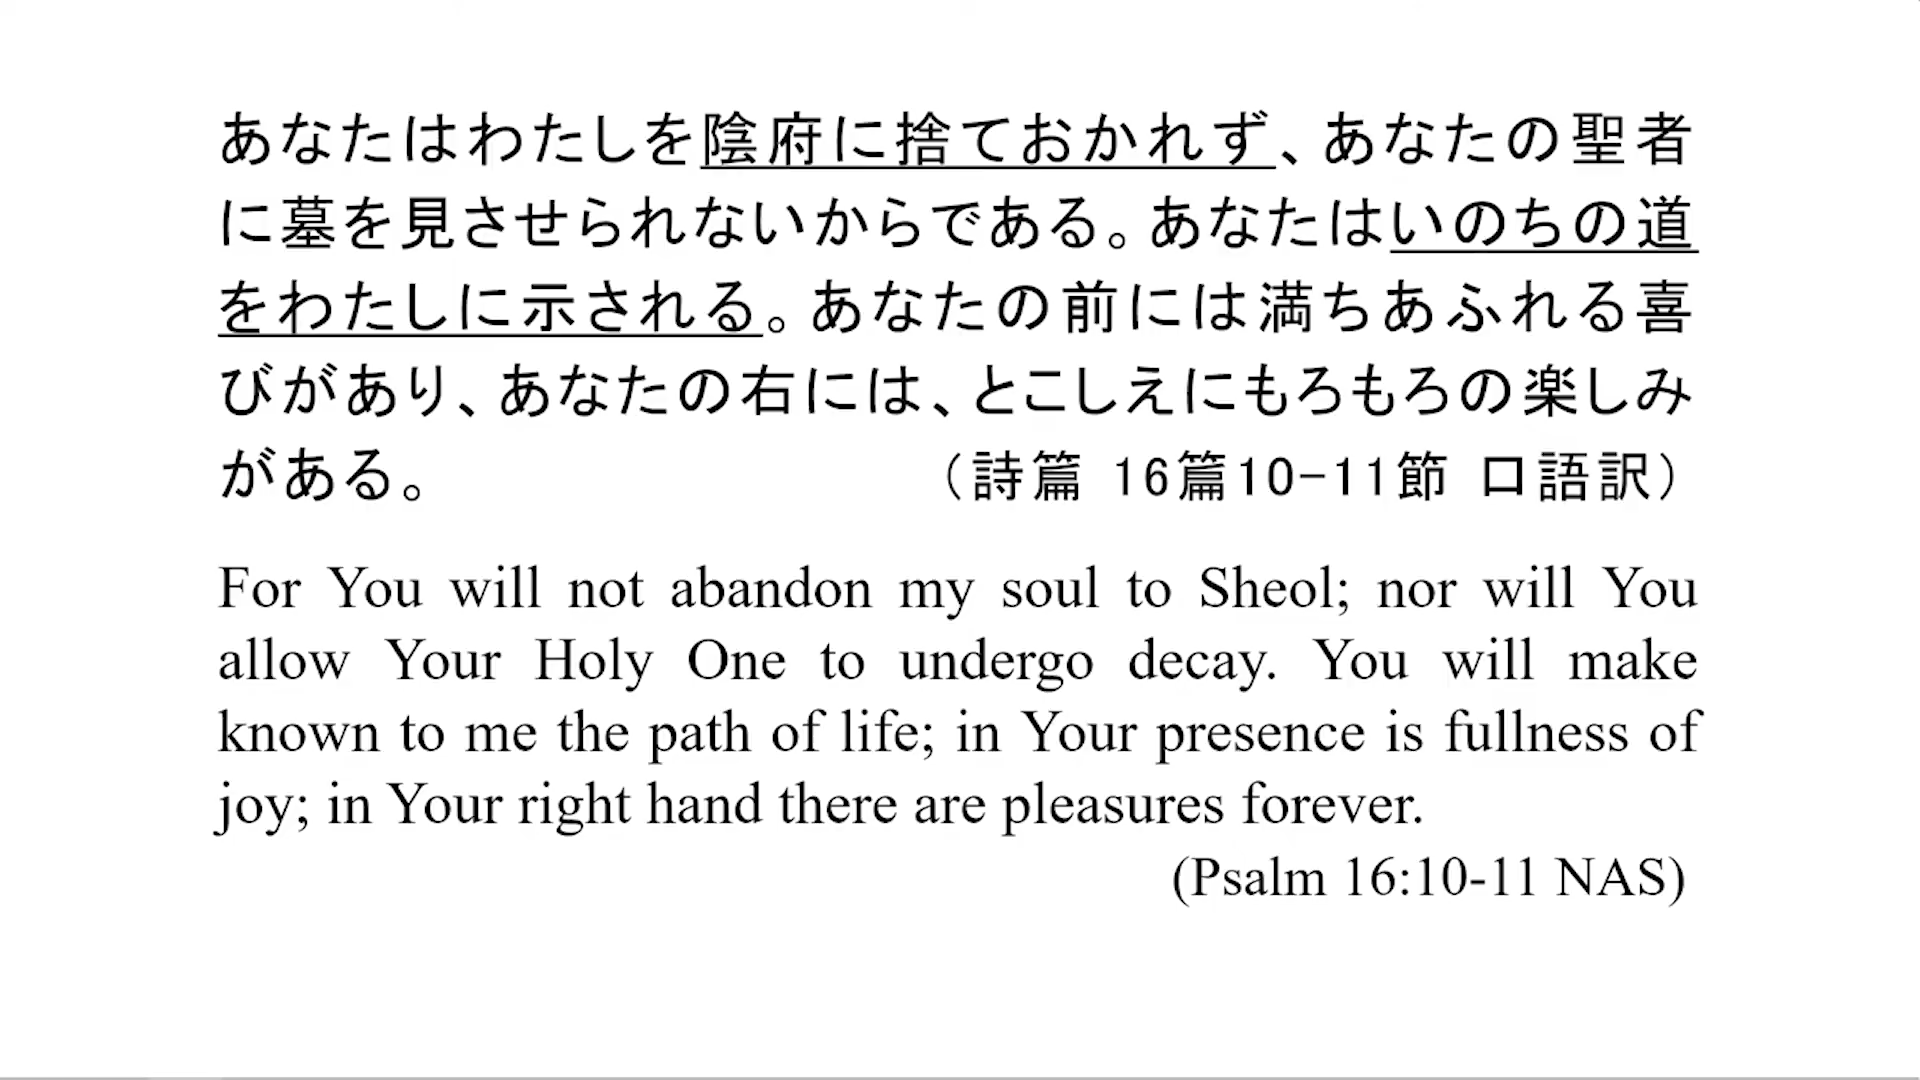 あなたはわたしを陰府に捨ておかれず、あなたの聖者
に墓を見させられないからである。あなたはいのちの道
をわたしに示される。あなたの前には満ちあふれる喜
びがあり、あなたの右には、とこしえにもろもろの楽しみ
がある。 （詩篇 16篇10-11節 口語訳）
For You will not abandon my soul to Sheol; nor will You
allow Your Holy One to undergo decay. You will make
known to me the path of life; in Your presence is fullness of
joy; in Your right hand there are pleasures forever.
(Psalm 16:10-11 NAS)